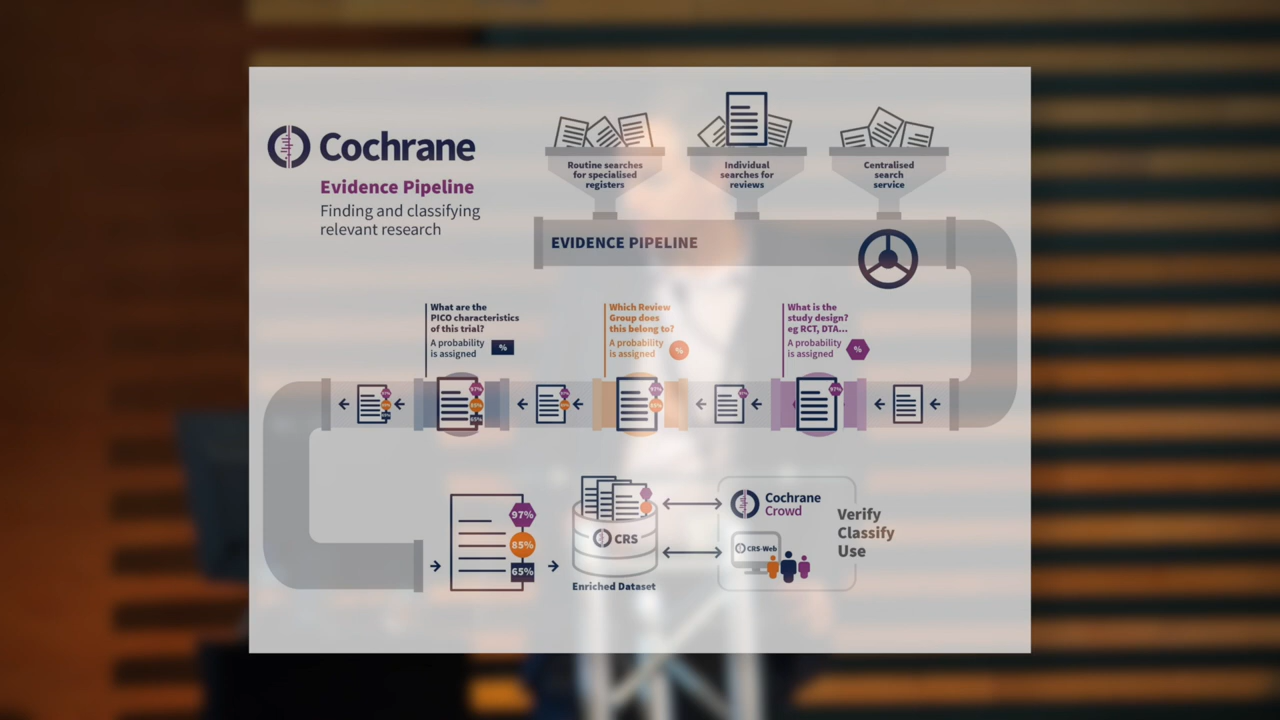 Cochrane
Evidence Pipeline
Finding and classifying
relevant research
Routine searches
for specialised
registers
Individual
searches for
reviews
Centralised
search
service
EVIDENCE PIPELINE
What are the
PICO characteristics
of this trial?
A probability
is assigned
%
Which Review
Group does
this belong to?
A probability
is assigned
%
What is the
study design?
eg RCT, DTA...
A probability
is assigned
%
97%
85%
65%
CRS
Enriched Dataset
Cochrane
Crowd
CRS-Web
Verify
Classify
Use